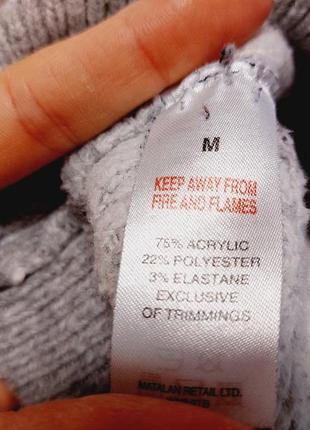 M
KEEP AWAY FROM
FIRE AND FLAMES
75% ACRYLIC
22% POLYESTER
3% ELASTANE
EXCLUSIVE
OF TRIMMINGS
MATALAN RETAIL LTD.